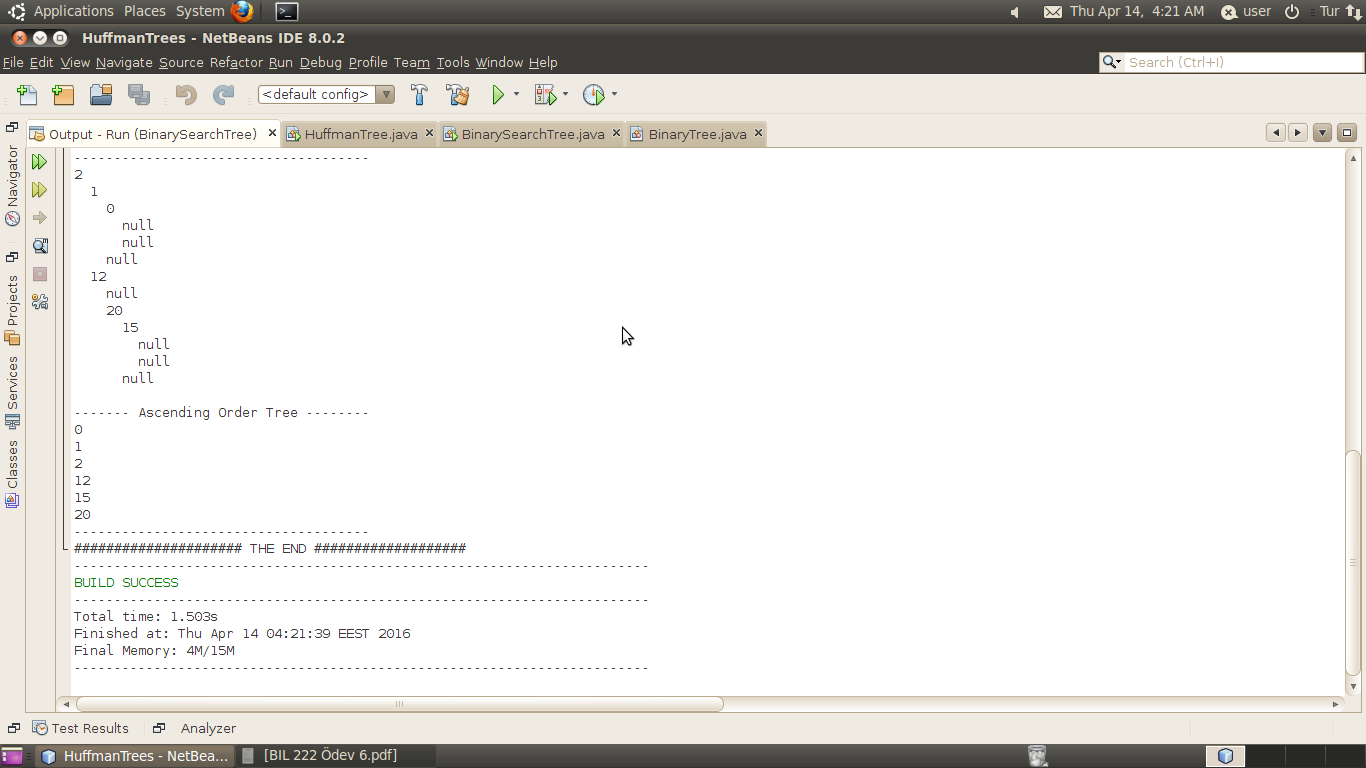 Applications Places System Thu Apr 14, 4:21 AM user Tur
HuffmanTrees - NetBeans IDE 8.0.2
File Edit View Navigate Source Refactor Run Debug Profile Team Tools Window Help Search (Ctrl+I)
<default config>
Output - Run (BinarySearchTree) HuffmanTree.java BinarySearchTree.java BinaryTree.java
Navigator
Projects
Services
Classes
-------------------------------------
2
  1
    0
      null
      null
    null
  12
    null
    20
      15
        null
        null
      null
------- Ascending Order Tree --------
0
1
2
12
15
20
-------------------------------------
##################### THE END ###################
------------------------------------------------------------------------
BUILD SUCCESS
------------------------------------------------------------------------
Total time: 1.503s
Finished at: Thu Apr 14 04:21:39 EEST 2016
Final Memory: 4M/15M
------------------------------------------------------------------------
Test Results Analyzer
HuffmanTrees - NetBea... [BIL 222 Ödev 6.pdf]